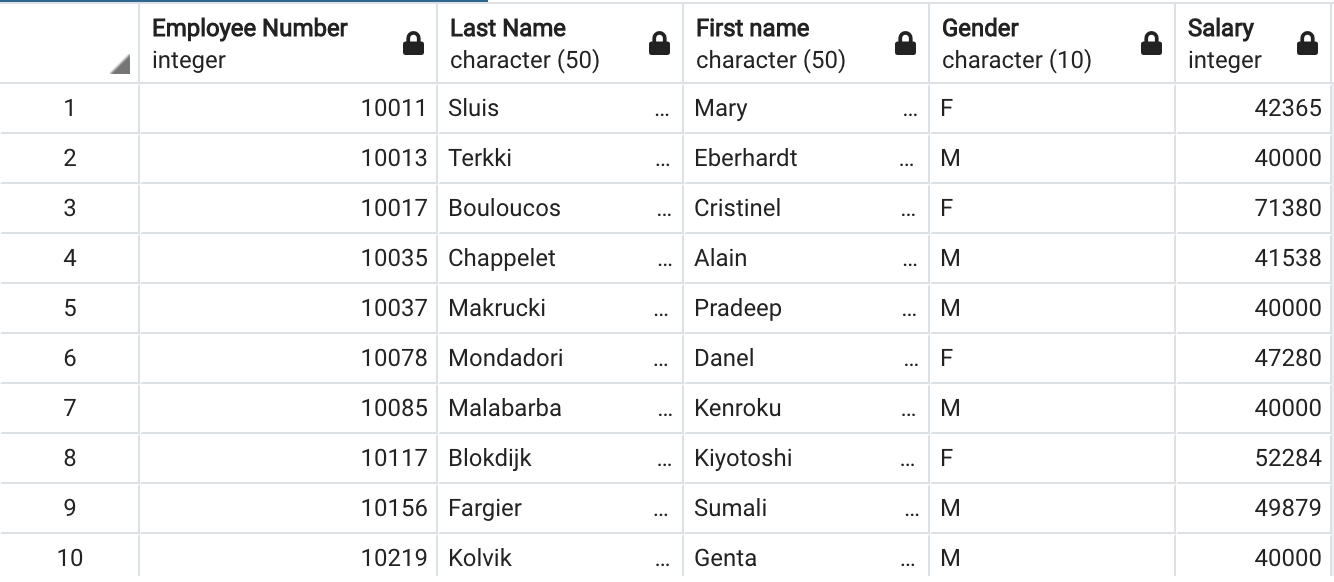 Employee Number Last Name First name Gender Salary
integer character (50) character (50) character (10) integer
1 10011 Sluis ... Mary ... F 42365
2 10013 Terkki ... Eberhardt ... M 40000
3 10017 Bouloucos ... Cristinel ... F 71380
4 10035 Chappelet ... Alain ... M 41538
5 10037 Makrucki ... Pradeep ... M 40000
6 10078 Mondadori ... Danel ... F 47280
7 10085 Malabarba ... Kenroku ... M 40000
8 10117 Blokdijk ... Kiyotoshi ... F 52284
9 10156 Fargier ... Sumali ... M 49879
10 10219 Kolvik ... Genta ... M 40000